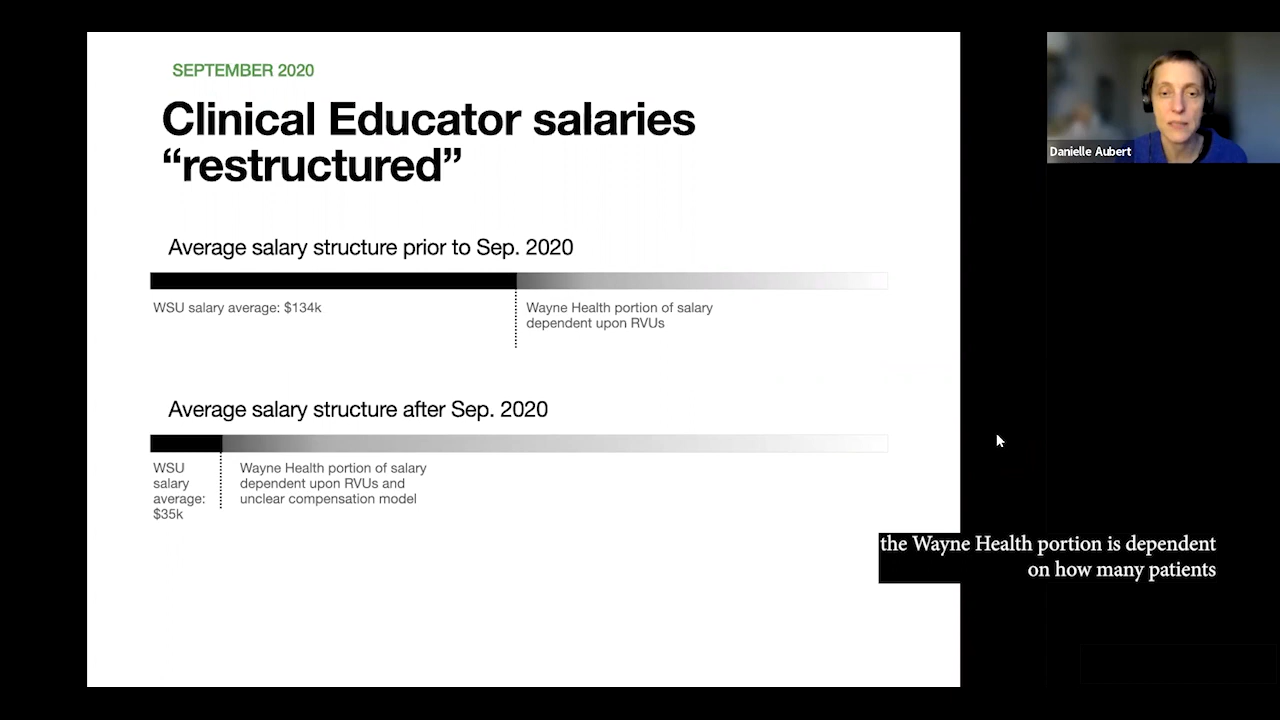 SEPTEMBER 2020
Clinical Educator salaries
“restructured”
Average salary structure prior to Sep. 2020
WSU salary average: $134k
Wayne Health portion of salary
dependent upon RVUs
Average salary structure after Sep. 2020
WSU
salary
average:
$35k
Wayne Health portion of salary
dependent upon RVUs and
unclear compensation model
Danielle Aubert
the Wayne Health portion is dependent
on how many patients